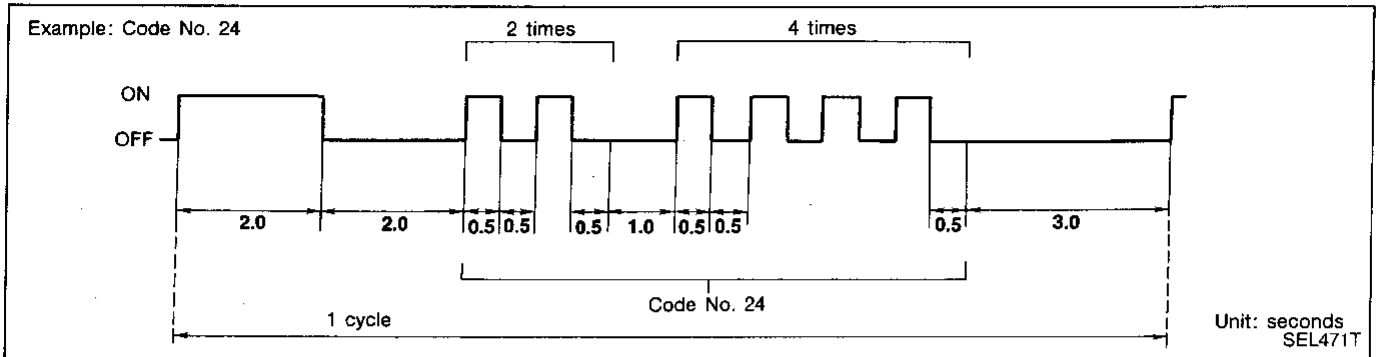 Example: Code No. 24
2 times
4 times
ON
OFF
2.0 2.0 0.5 0.5 0.5 1.0 0.5 0.5 0.5 3.0
Code No. 24
1 cycle
Unit: seconds
SEL471T